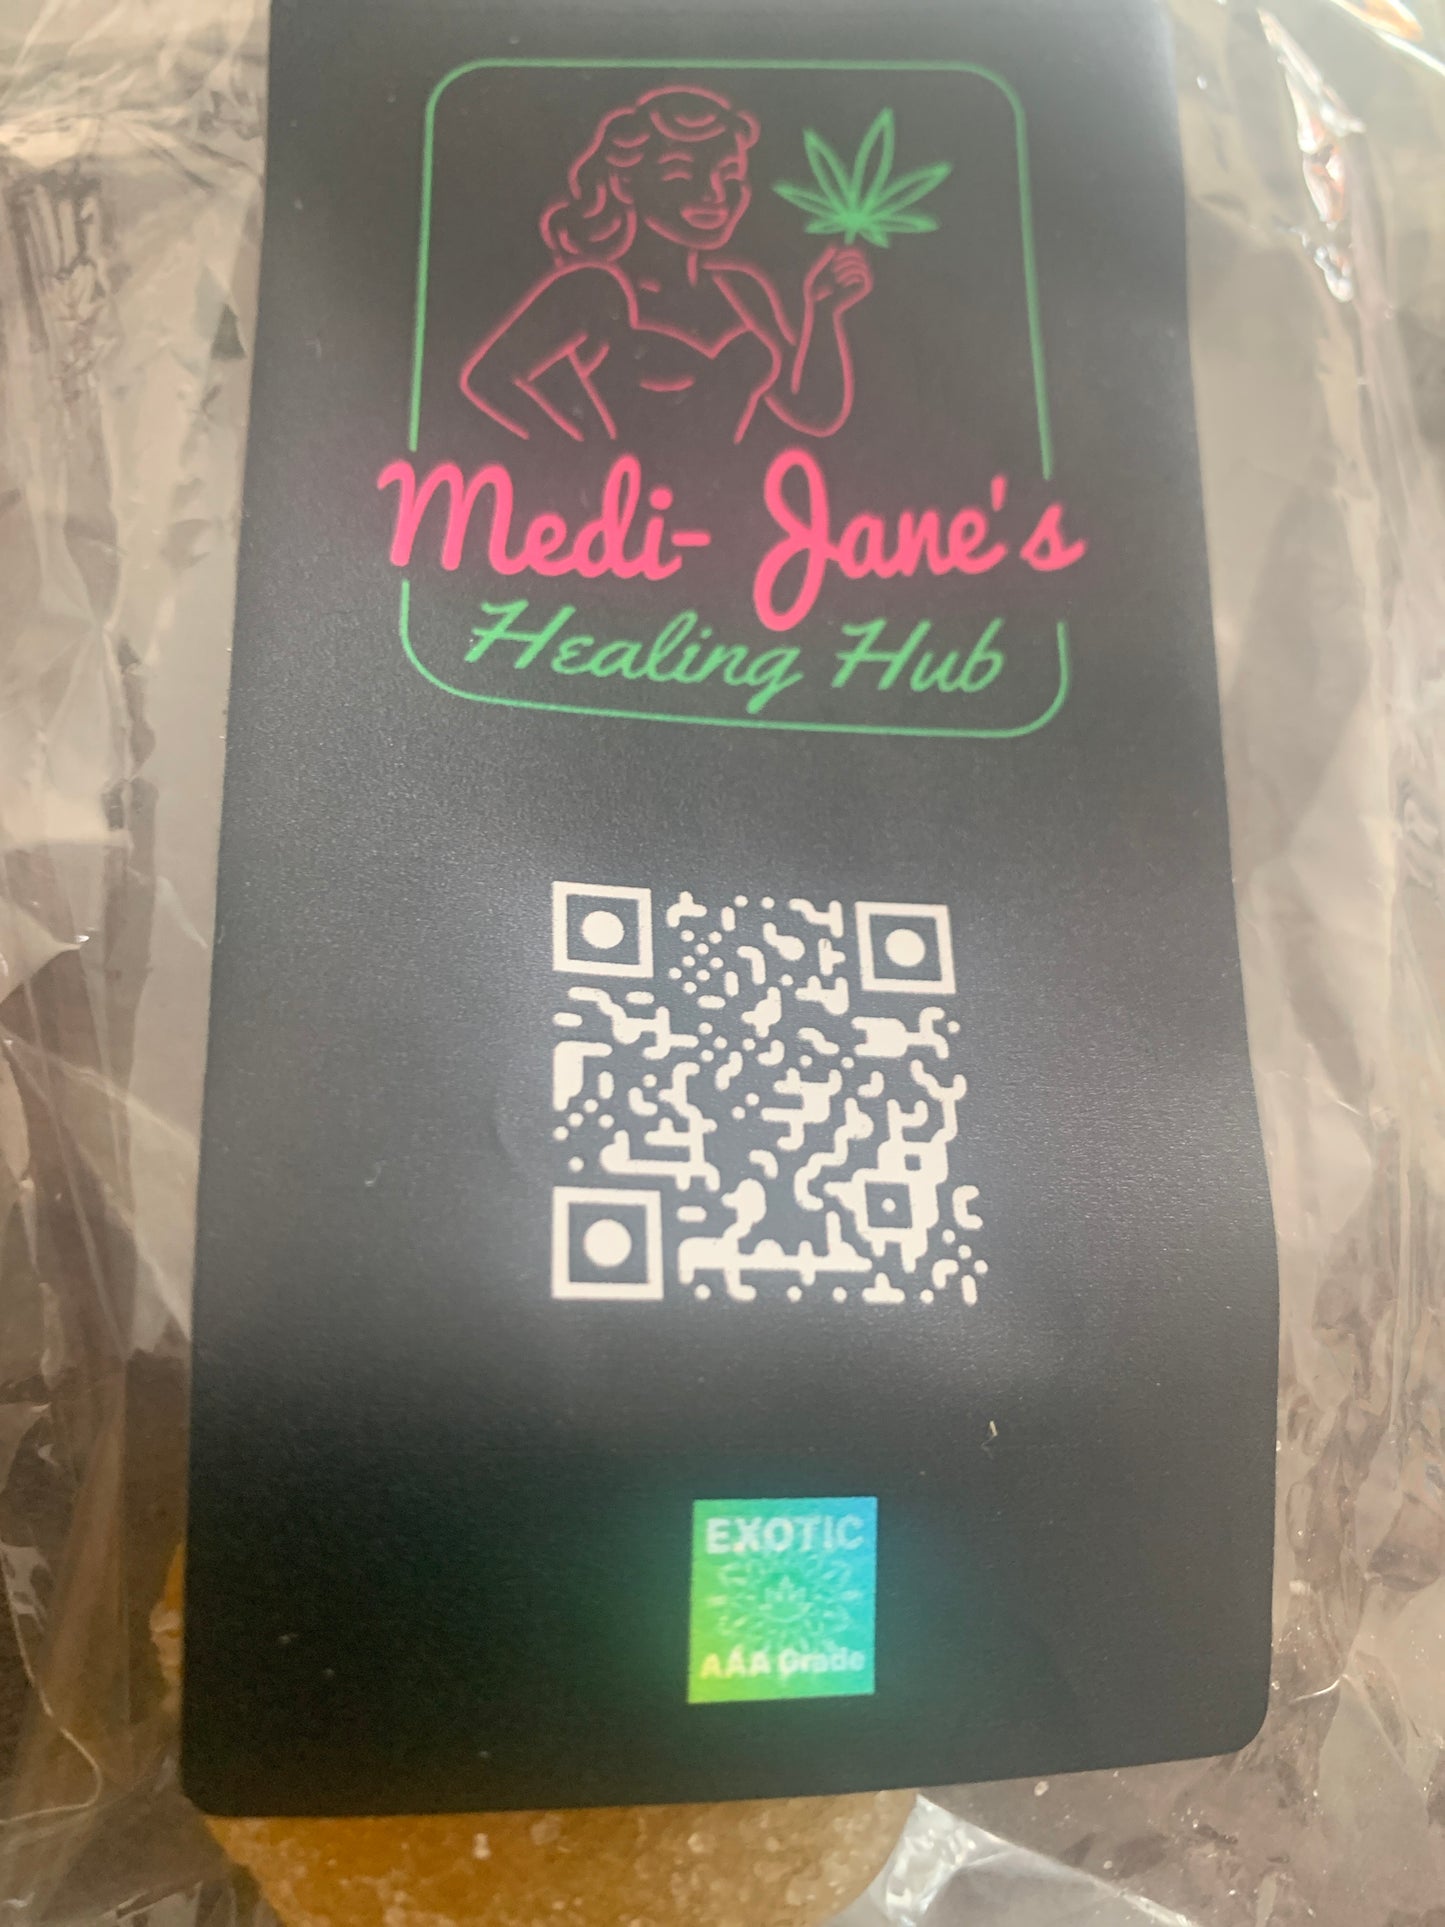 Medi- Jane's
Healing Hub
EXOTIC
AAA Grade